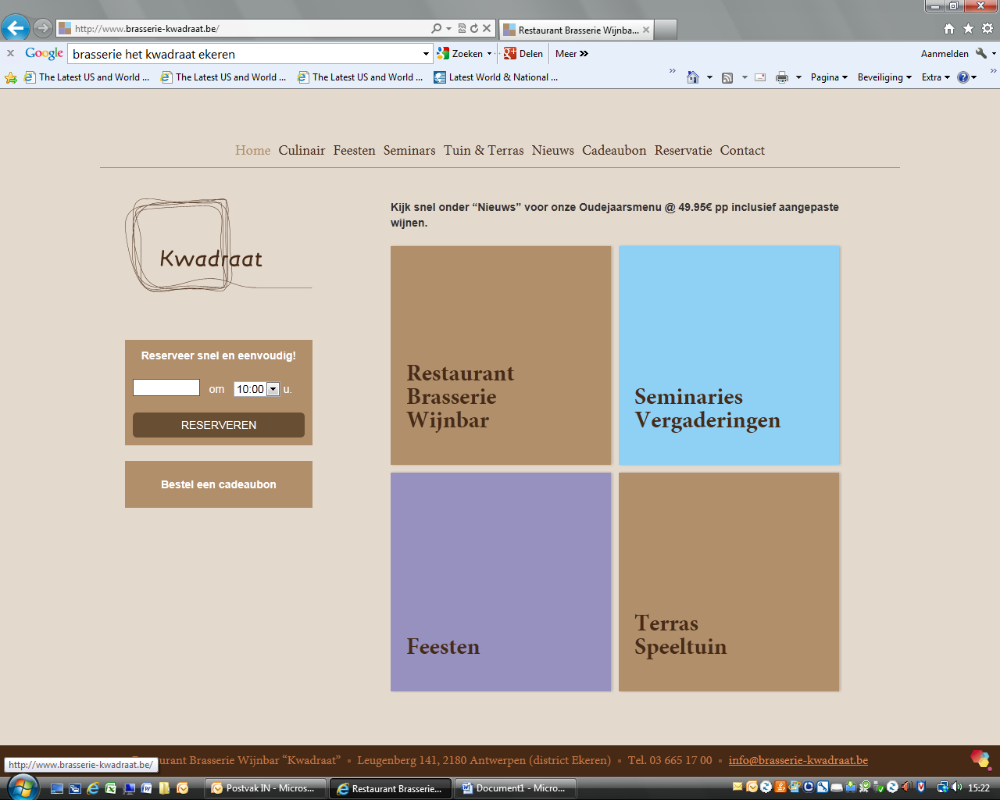 http://www.brasserie-kwadraat.be/
Restaurant Brasserie Wijnba...
x Google brasserie het kwadraat ekeren Zoeken Delen Meer » Aanmelden
The Latest US and World ... The Latest US and World ... The Latest US and World ... Latest World & National ... » Pagina Beveiliging Extra »
Home Culinair Feesten Seminars Tuin & Terras Nieuws Cadeaubon Reservatie Contact
Kwadraat
Kijk snel onder “Nieuws” voor onze Oudejaarsmenu @ 49.95€ pp inclusief aangepaste
wijnen.
Reserveer snel en eenvoudig!
om 10:00 u.
RESERVEREN
Bestel een cadeaubon
Restaurant
Brasserie
Wijnbar
Seminaries
Vergaderingen
Feesten
Terras
Speeltuin
Brasserie Wijnbar “Kwadraat” ▪ Leugenberg 141, 2180 Antwerpen (district Ekeren) ▪ Tel. 03 665 17 00 ▪ info@brasserie-kwadraat.be
http://www.brasserie-kwadraat.be/
Postvak IN - Micros... Restaurant Brasserie... Document1 - Micro... 15:22